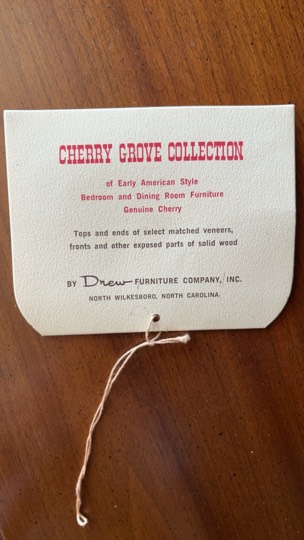 CHERRY GROVE COLLECTION
of Early American Style
Bedroom and Dining Room Furniture
Genuine Cherry
Tops and ends of select matched veneers,
fronts and other exposed parts of solid wood
BY Drew FURNITURE COMPANY, INC.
NORTH WILKESBORO, NORTH CAROLINA